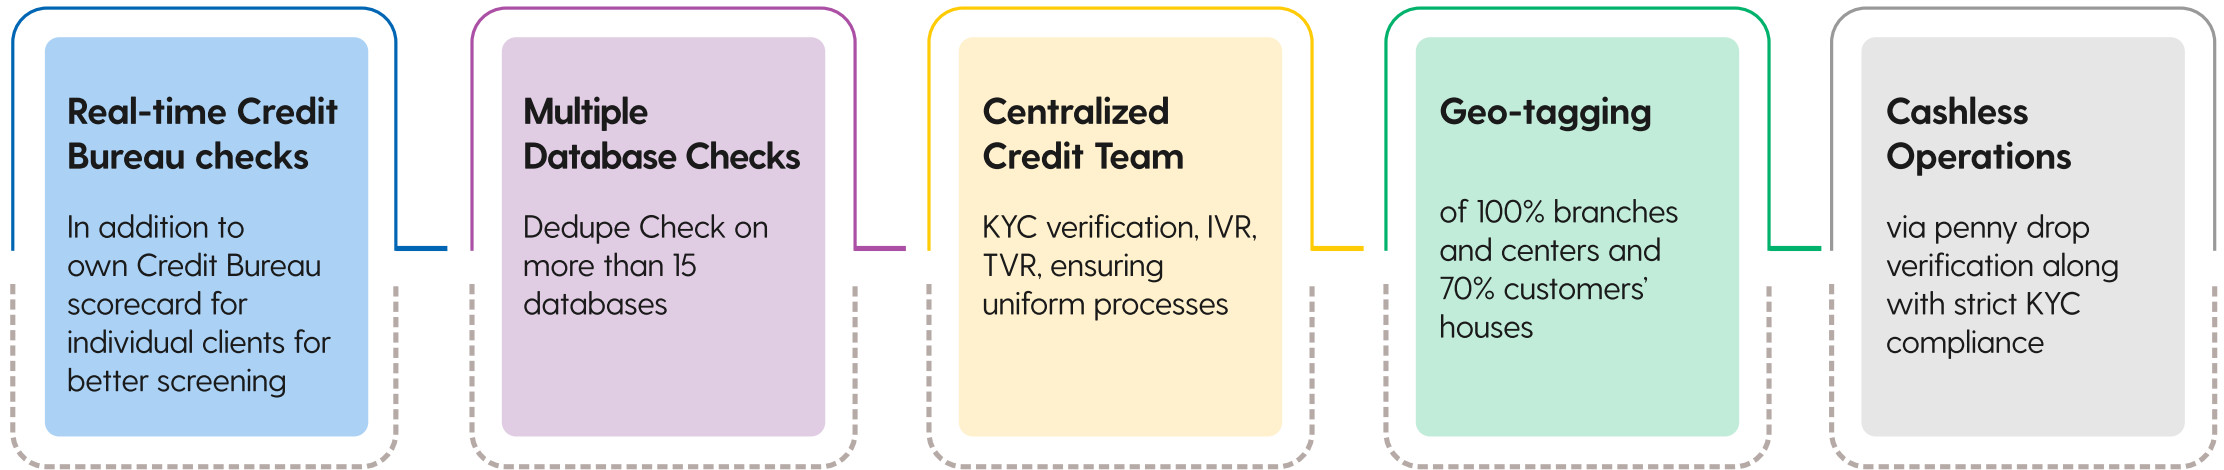 Real-time Credit
Bureau checks
In addition to
own Credit Bureau
scorecard for
individual clients for
better screening
Multiple
Database Checks
Dedupe Check on
more than 15
databases
Centralized
Credit Team
KYC verification, IVR,
TVR, ensuring
uniform processes
Geo-tagging
of 100% branches
and centers and
70% customers’
houses
Cashless
Operations
via penny drop
verification along
with strict KYC
compliance